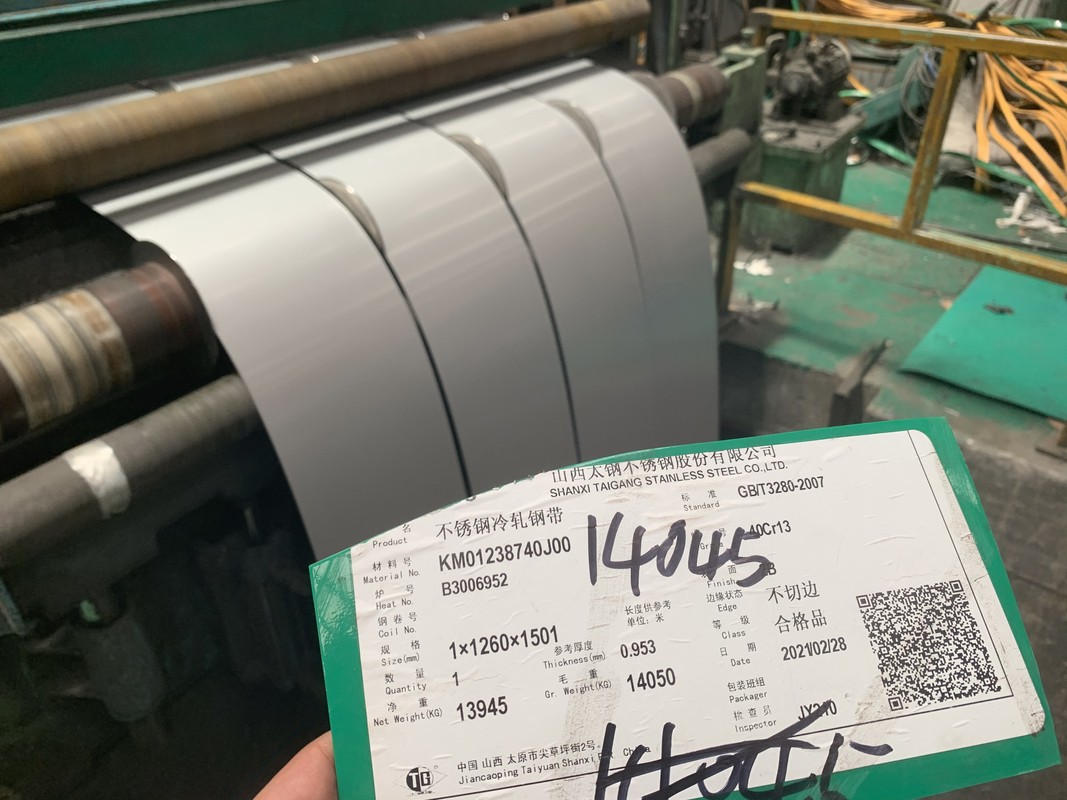 山西太钢不锈钢股份有限公司
SHANXI TAIGANG STAINLESS STEEL CO.,LTD.
名 Product 不锈钢冷轧钢带
标 准 Standard GB/T3280-2007
材料号 Material No. KM01238740J00
14045
40Cr13
炉 号 Heat No. B3006952
面 Finish
钢卷号 Coil No.
边缘状态 Edge 不切边
规 格 Size(mm) 1×1260×1501
长度供参考 单位：米
等 级 Class 合格品
数 量 Quantity 1
参考厚度 Thickness(mm) 0.953
日 期 Date 2021/02/28
净 重 Net Weight(KG) 13945
毛 重 Gr. Weight(KG) 14050
包装班组 Packager
检查员 Inspector
TG
中国 山西 太原市尖草坪街2号
Jiancaoping Taiyuan Shanxi